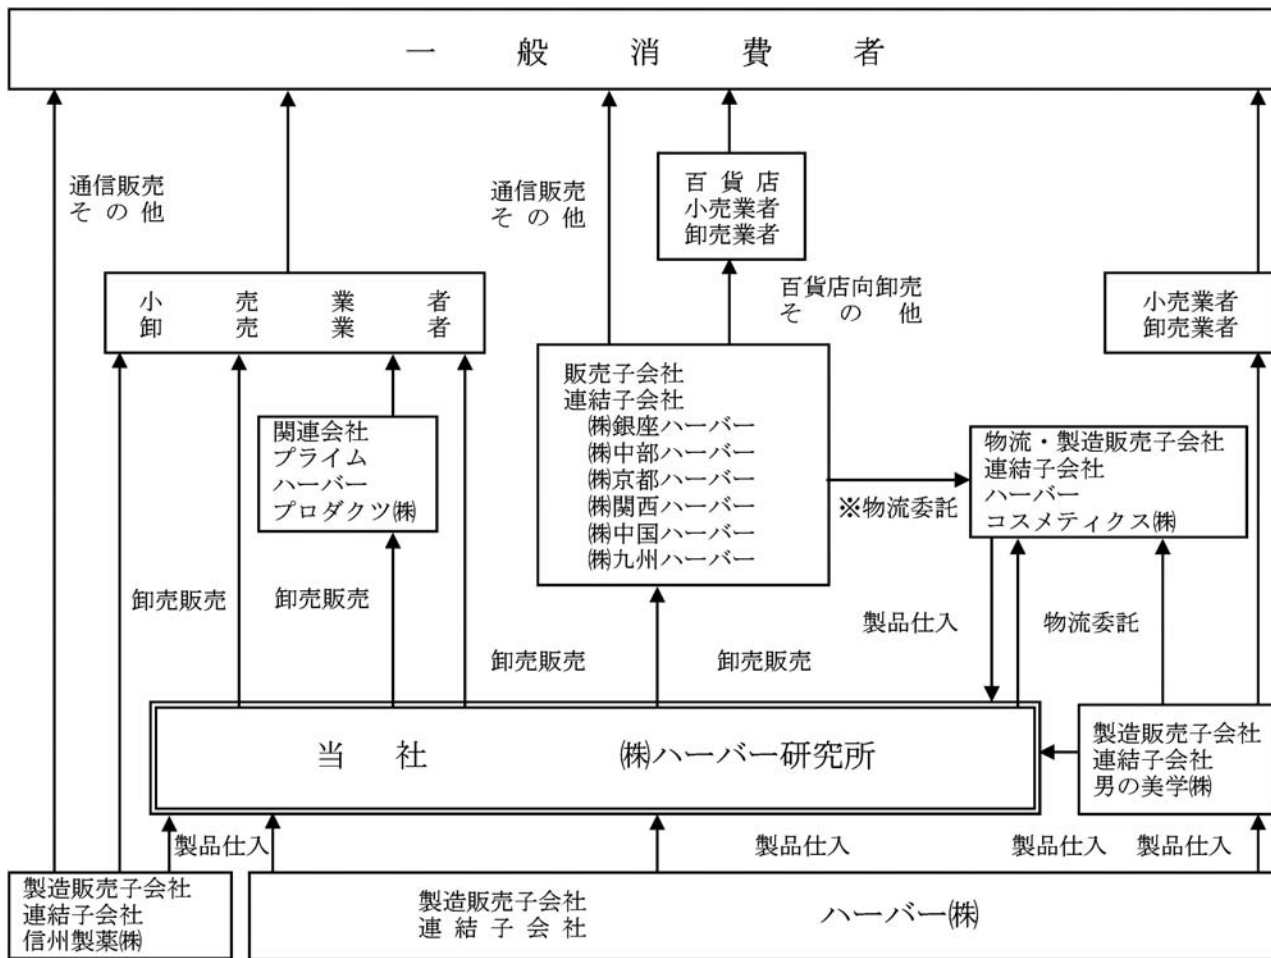 一般消費者
通信販売
その他
通信販売
その他
百貨店
小売業者
卸売業者
小売業者
卸売業者
百貨店向卸売
その他
小売業者
卸売業者
販売子会社
連結子会社
㈱銀座ハーバー
㈱中部ハーバー
㈱京都ハーバー
㈱関西ハーバー
㈱中国ハーバー
㈱九州ハーバー
関連会社
プライム
ハーバー
プロダクツ㈱
物流・製造販売子会社
連結子会社
ハーバー
コスメティクス㈱
※物流委託
卸売販売
卸売販売
製品仕入
物流委託
卸売販売
卸売販売
当社 ㈱ハーバー研究所
製造販売子会社
連結子会社
男の美学㈱
製品仕入
製品仕入
製品仕入
製品仕入
製造販売子会社
連結子会社
信州製薬㈱
製造販売子会社
連結子会社
ハーバー㈱